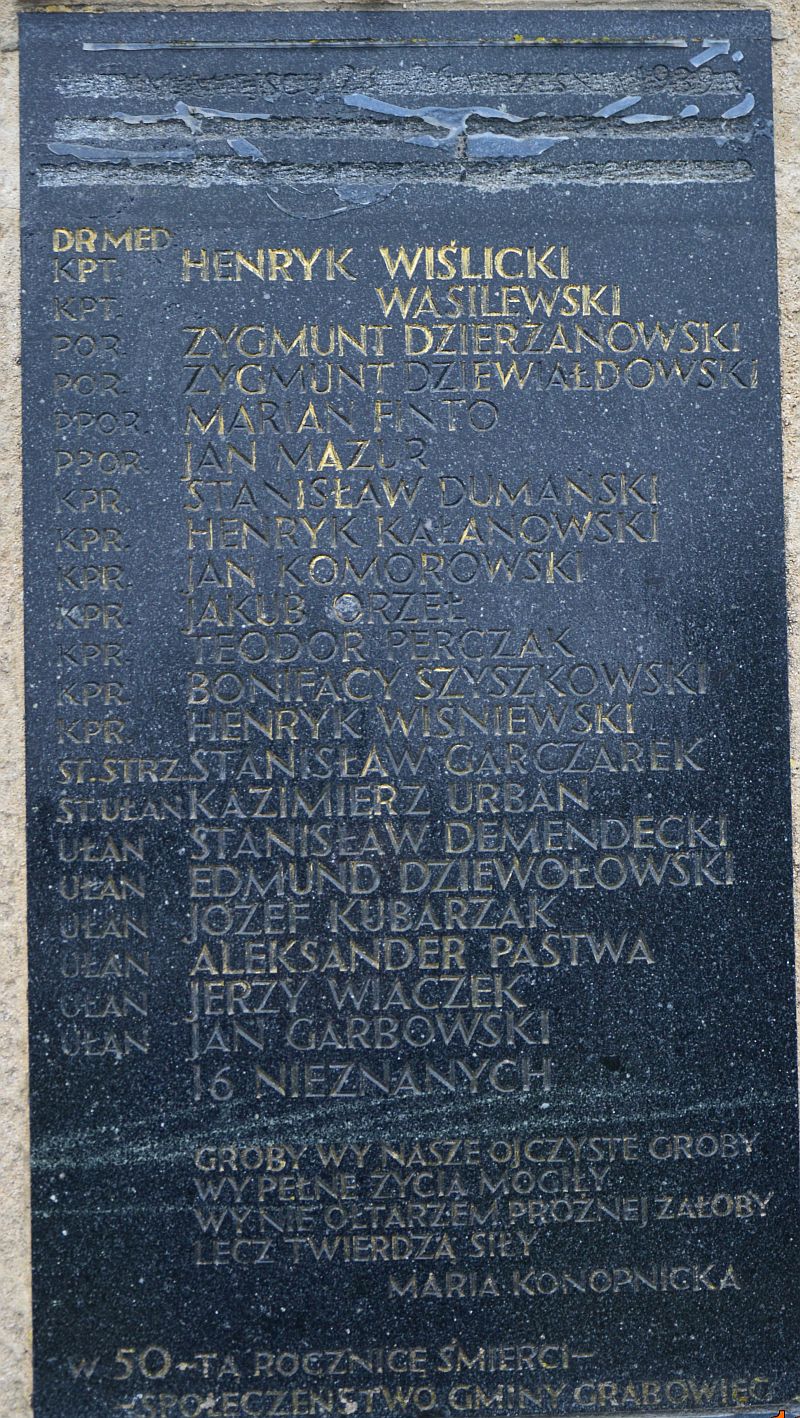 1939
DR MED
KPT. HENRYK WIŚLICKI
KPT. WASILEWSKI
POR. ZYGMUNT DZIERŻANOWSKI
POR. ZYGMUNT DZIEWIAŁDOWSKI
PPOR. MARIAN FINTO
PPOR. JAN MAZUR
KPR. STANISŁAW DUMAŃSKI
KPR. HENRYK KAŁANOWSKI
KPR. JAN KOMOROWSKI
KPR. JAKUB ORZEŁ
KPR. TEODOR PERCZAK
KPR. BONIFACY SZYSZKOWSKI
KPR. HENRYK WIŚNIEWSKI
ST. STRZ. STANISŁAW GARCZAREK
ST UŁAN KAZIMIERZ URBAN
UŁAN STANISŁAW DEMENDECKI
UŁAN EDMUND DZIEWOŁOWSKI
UŁAN JÓZEF KUBARZAK
UŁAN ALEKSANDER PASTWA
UŁAN JERZY WIĄCZEK
UŁAN JAN GARBOWSKI
16 NIEZNANYCH
GROBY WY NASZE OJCZYSTE GROBY
WY PEŁNE ŻYCIA MOGIŁY
WY NIE OŁTARZEM PRÓŻNEJ ŻAŁOBY
LECZ TWIERDZĄ SIŁY
MARIA KONOPNICKA
W 50-TĄ ROCZNICĘ ŚMIERCI-
-SPOŁECZEŃSTWO GMINY GRABOWIEC